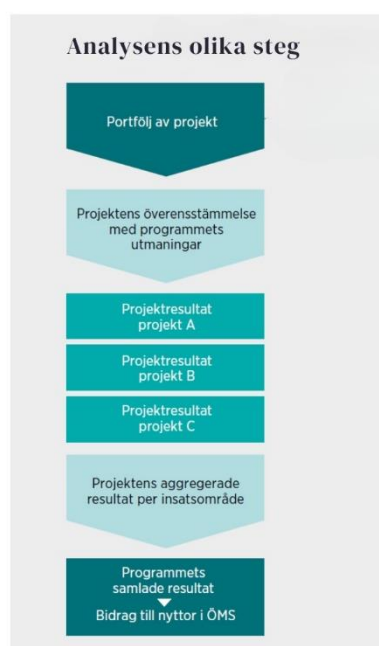 Analysens olika steg
Portfölj av projekt
Projektens överensstämmelse
med programmets
utmaningar
Projektresultat
projekt A
Projektresultat
projekt B
Projektresultat
projekt C
Projektens aggregerade
resultat per insatsområde
Programmets
samlade resultat
Bidrag till nyttor i ÖMS